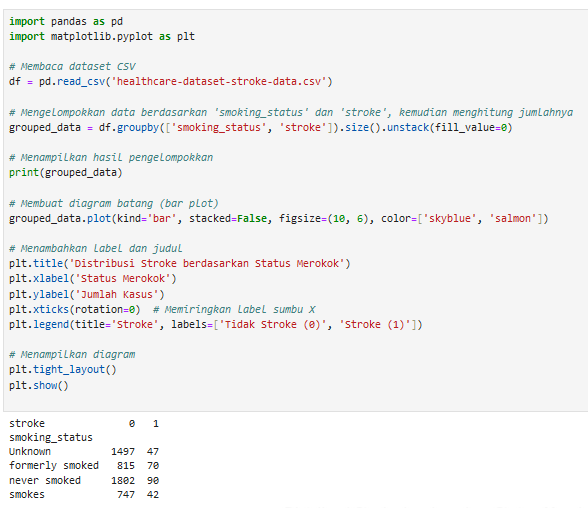 import pandas as pd
import matplotlib.pyplot as plt
# Membaca dataset CSV
df = pd.read_csv('healthcare-dataset-stroke-data.csv')
# Mengelompokkan data berdasarkan 'smoking_status' dan 'stroke', kemudian menghitung jumlahnya
grouped_data = df.groupby(['smoking_status', 'stroke']).size().unstack(fill_value=0)
# Menampilkan hasil pengelompokkan
print(grouped_data)
# Membuat diagram batang (bar plot)
grouped_data.plot(kind='bar', stacked=False, figsize=(10, 6), color=['skyblue', 'salmon'])
# Menambahkan label dan judul
plt.title('Distribusi Stroke berdasarkan Status Merokok')
plt.xlabel('Status Merokok')
plt.ylabel('Jumlah Kasus')
plt.xticks(rotation=0)  # Memiringkan label sumbu X
plt.legend(title='Stroke', labels=['Tidak Stroke (0)', 'Stroke (1)'])
# Menampilkan diagram
plt.tight_layout()
plt.show()
stroke 0 1
smoking_status
Unknown 1497 47
formerly smoked 815 70
never smoked 1802 90
smokes 747 42